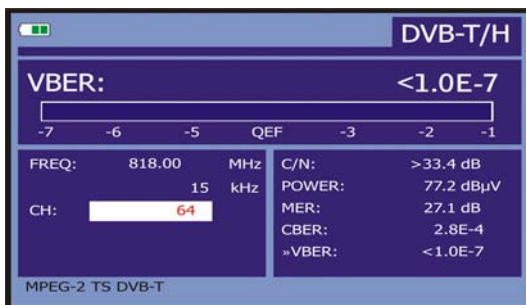 DVB-T/H
VBER: <1.0E-7
-7 -6 -5 QEF -3 -2 -1
FREQ: 818.00 MHz
15 kHz
CH: 64
C/N: >33.4 dB
POWER: 77.2 dBµV
MER: 27.1 dB
CBER: 2.8E-4
»VBER: <1.0E-7
MPEG-2 TS DVB-T